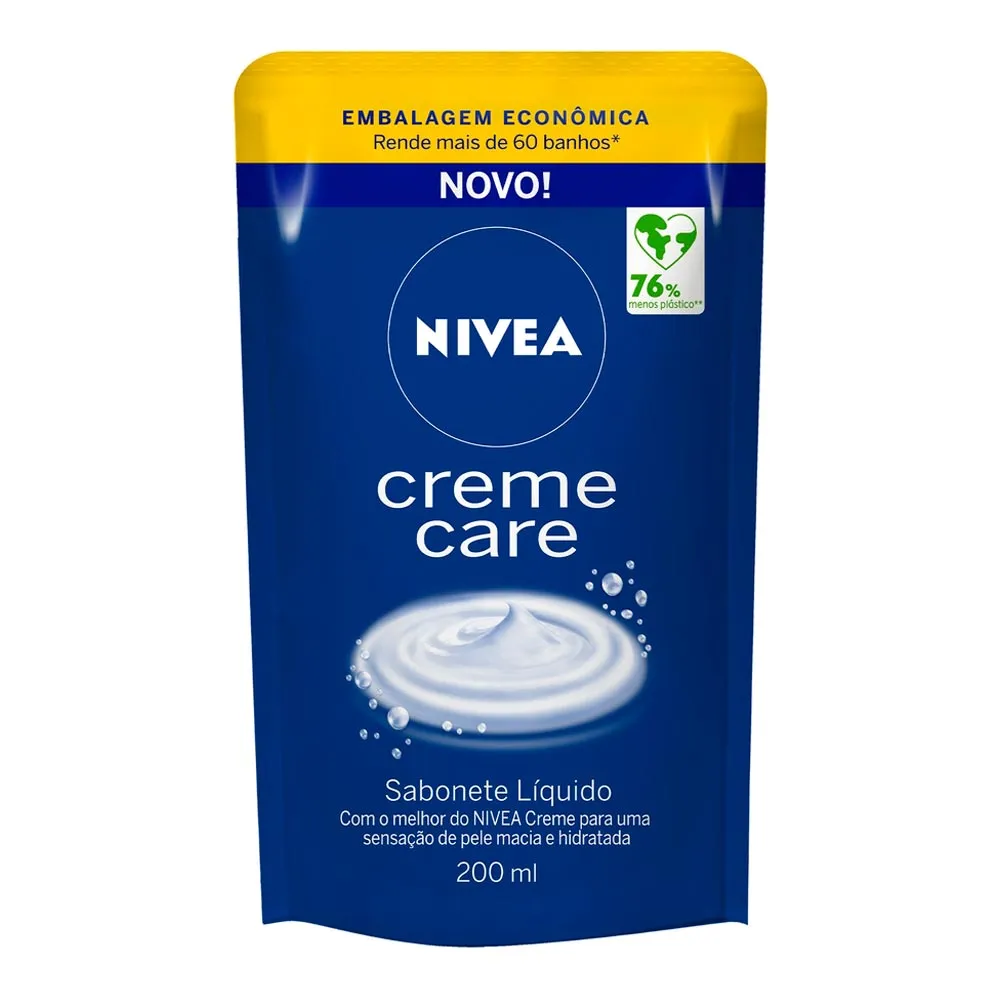 EMBALAGEM ECONÔMICA
Rende mais de 60 banhos*
NOVO!
76%
menos plástico**
NIVEA
creme
care
Sabonete Líquido
Com o melhor do NIVEA Creme para uma
sensação de pele macia e hidratada
200 ml